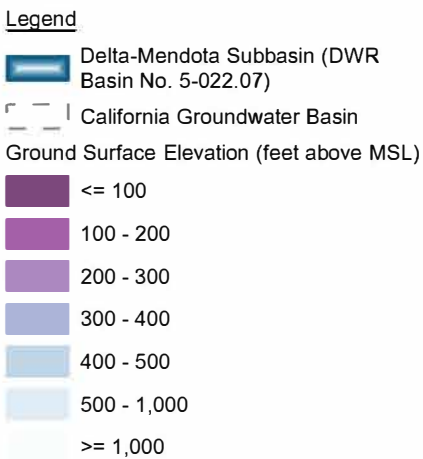 Legend
Delta-Mendota Subbasin (DWR
Basin No. 5-022.07)
California Groundwater Basin
Ground Surface Elevation (feet above MSL)
<= 100
100 - 200
200 - 300
300 - 400
400 - 500
500 - 1,000
>= 1,000